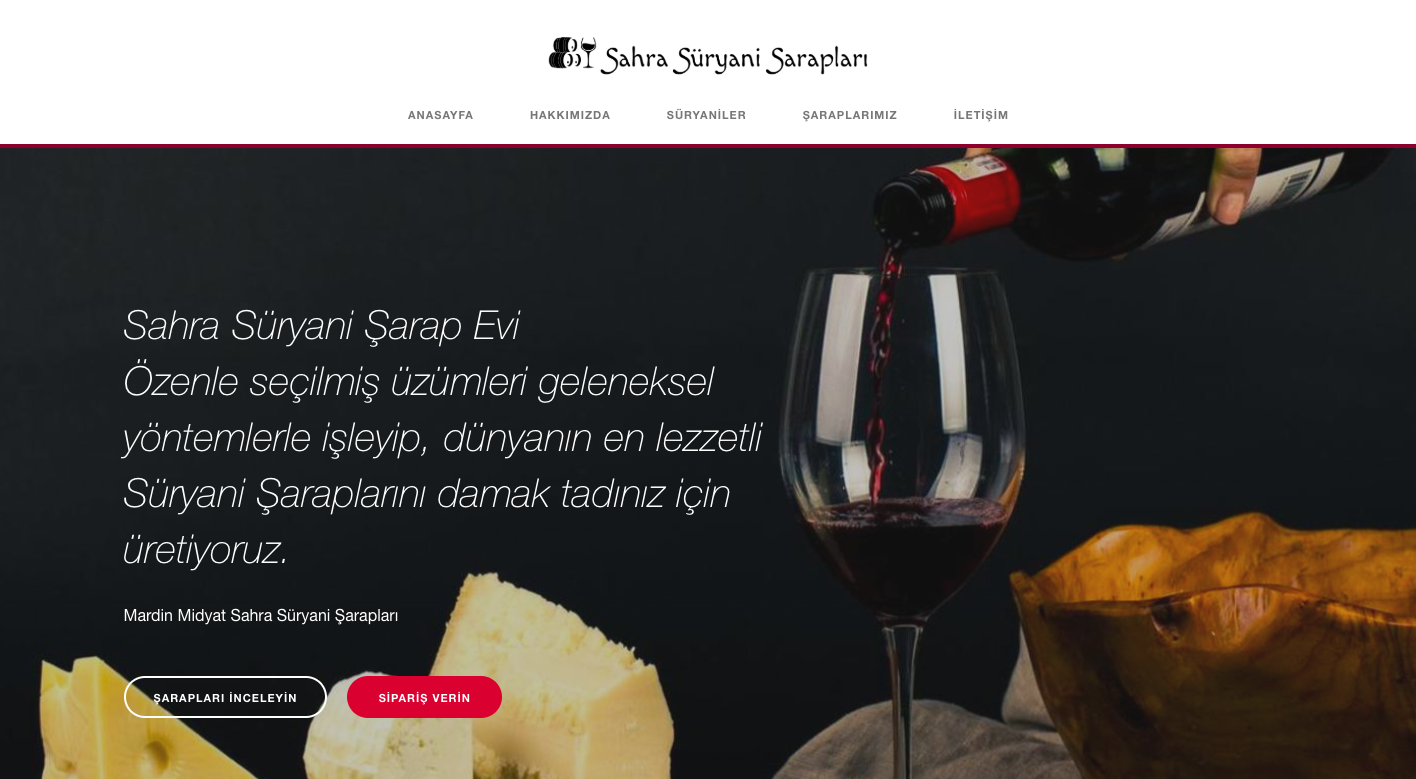 Sahra Süryani Şarapları
ANASAYFA HAKKIMIZDA SÜRYANİLER ŞARAPLARIMIZ İLETİŞİM
Sahra Süryani Şarap Evi
Özenle seçilmiş üzümleri geleneksel
yöntemlerle işleyip, dünyanın en lezzetli
Süryani Şaraplarını damak tadınız için
üretiyoruz.
Mardin Midyat Sahra Süryani Şarapları
ŞARAPLARI İNCELEYİN SİPARİŞ VERİN